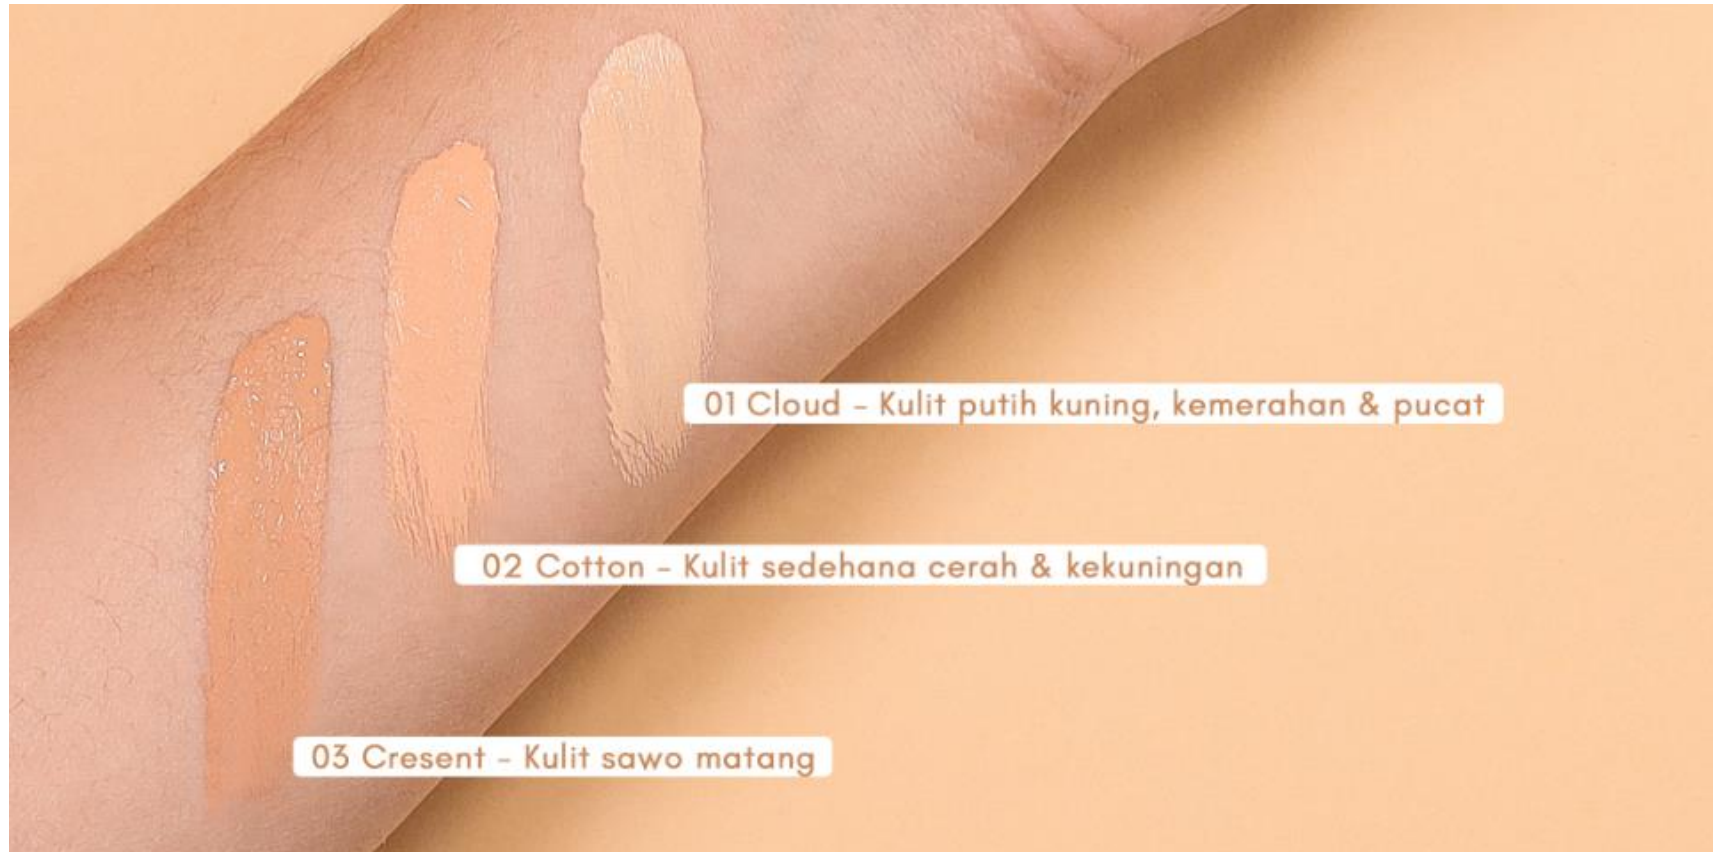 01 Cloud - Kulit putih kuning, kemerahan & pucat
02 Cotton - Kulit sedehana cerah & kekuningan
03 Cresent - Kulit sawo matang